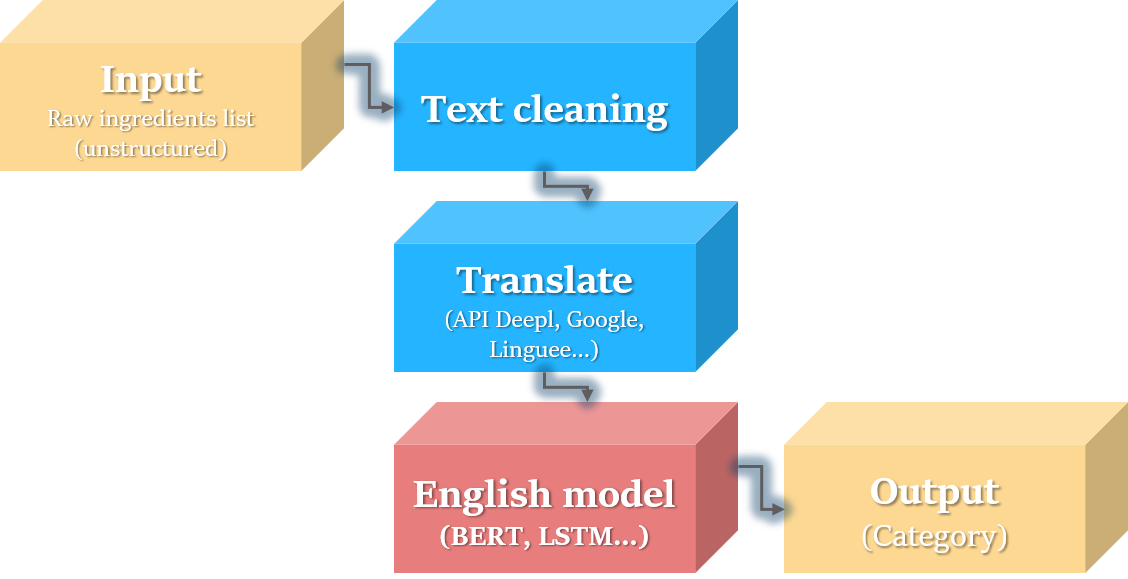 Input
Raw ingredients list
(unstructured)
Text cleaning
Translate
(API Deepl, Google,
Linguee...)
English model
(BERT, LSTM...)
Output
(Category)